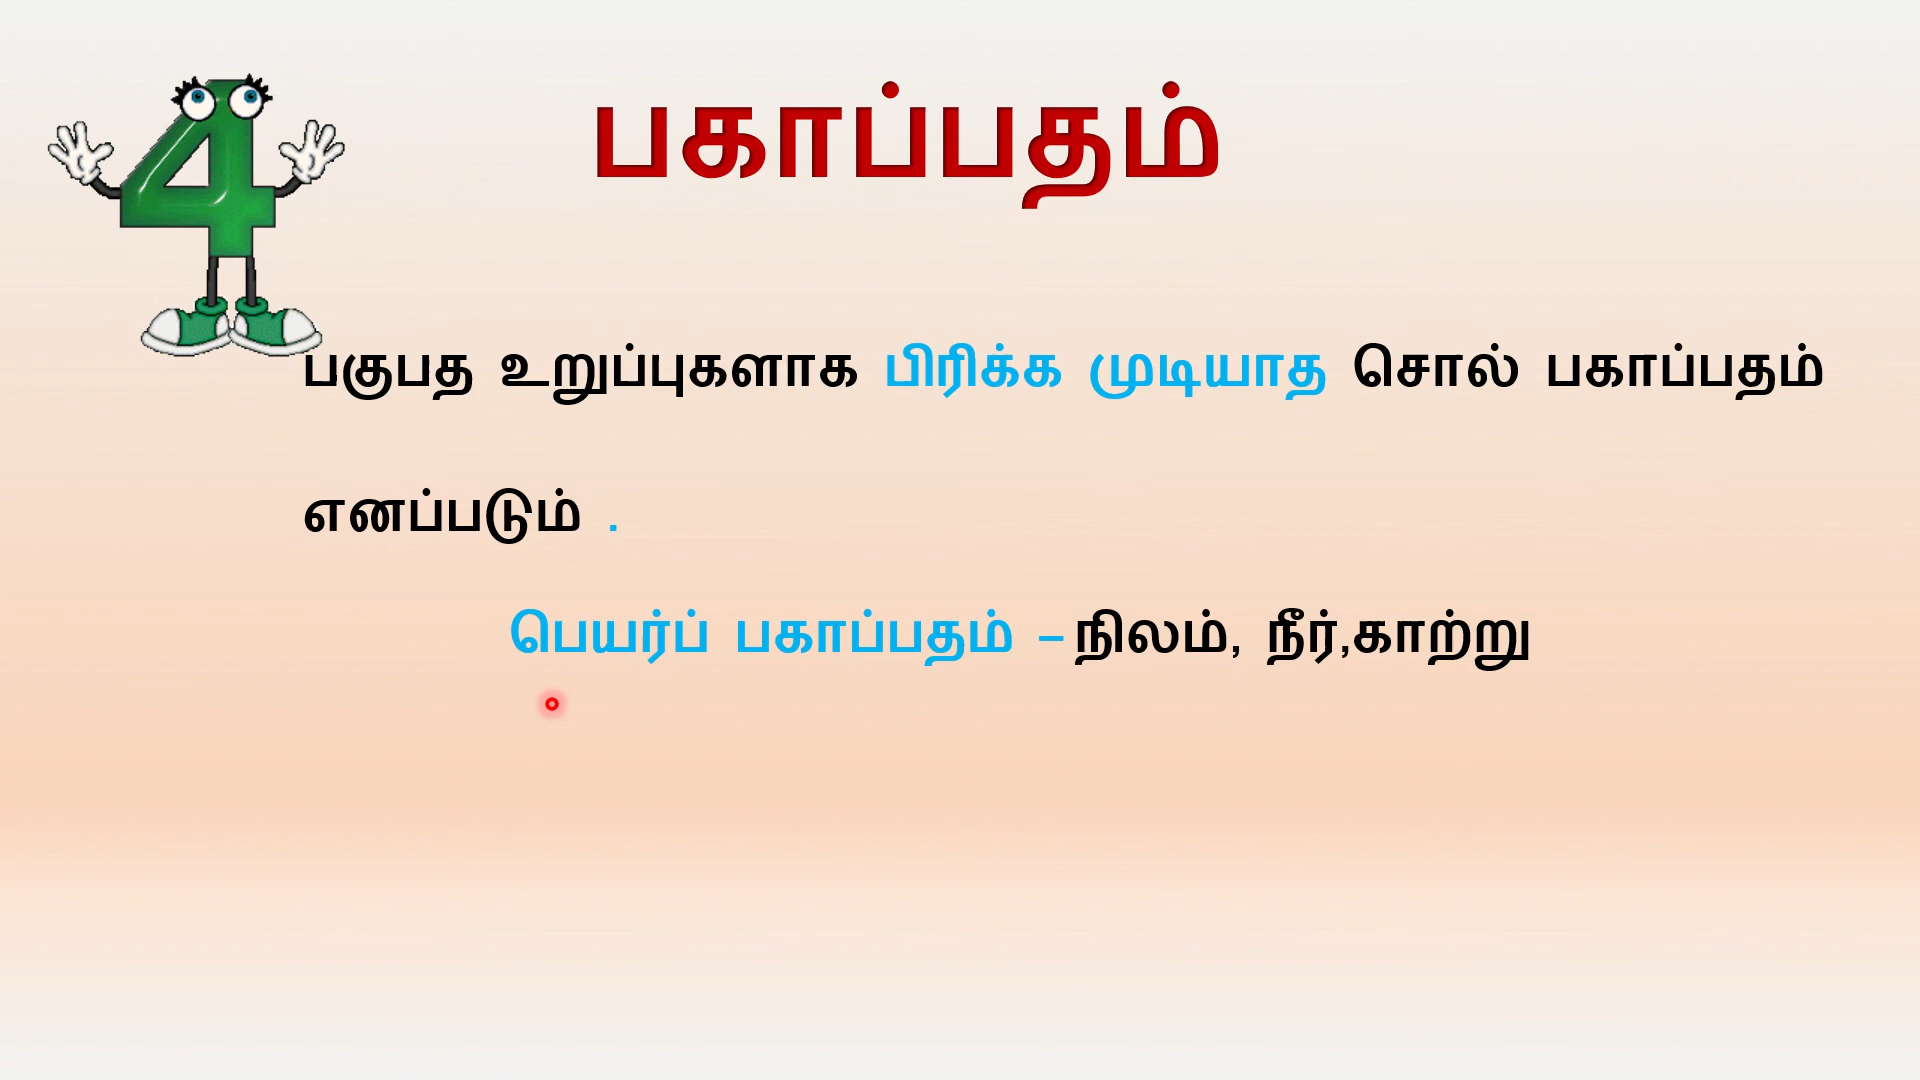 பகாப்பதம்
பகுபத உறுப்புகளாக பிரிக்க முடியாத சொல் பகாப்பதம்
எனப்படும் .
பெயர்ப் பகாப்பதம் – நிலம், நீர்,காற்று